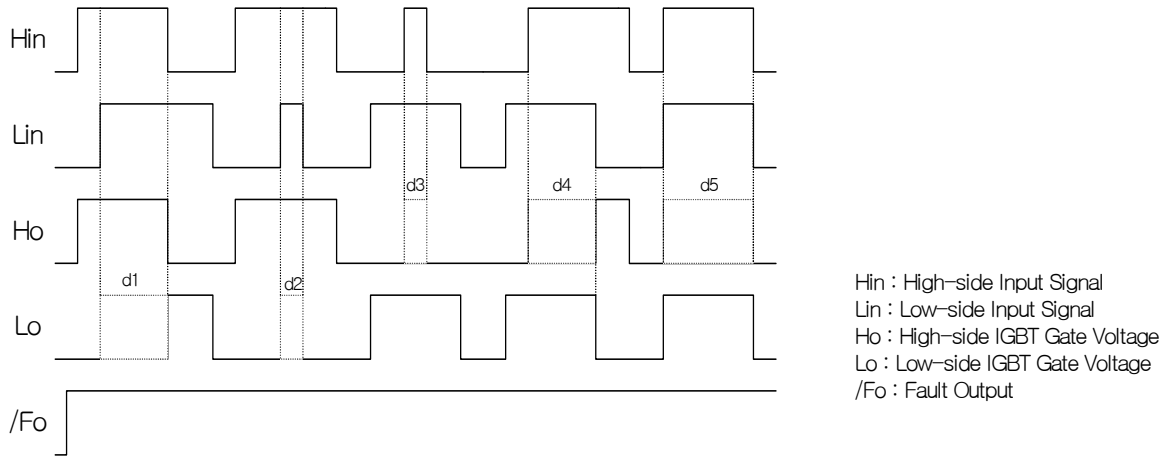 Hin
Lin
d3
d4
d5
Ho
d1
d2
Lo
/Fo
Hin : High-side Input Signal
Lin : Low-side Input Signal
Ho : High-side IGBT Gate Voltage
Lo : Low-side IGBT Gate Voltage
/Fo : Fault Output